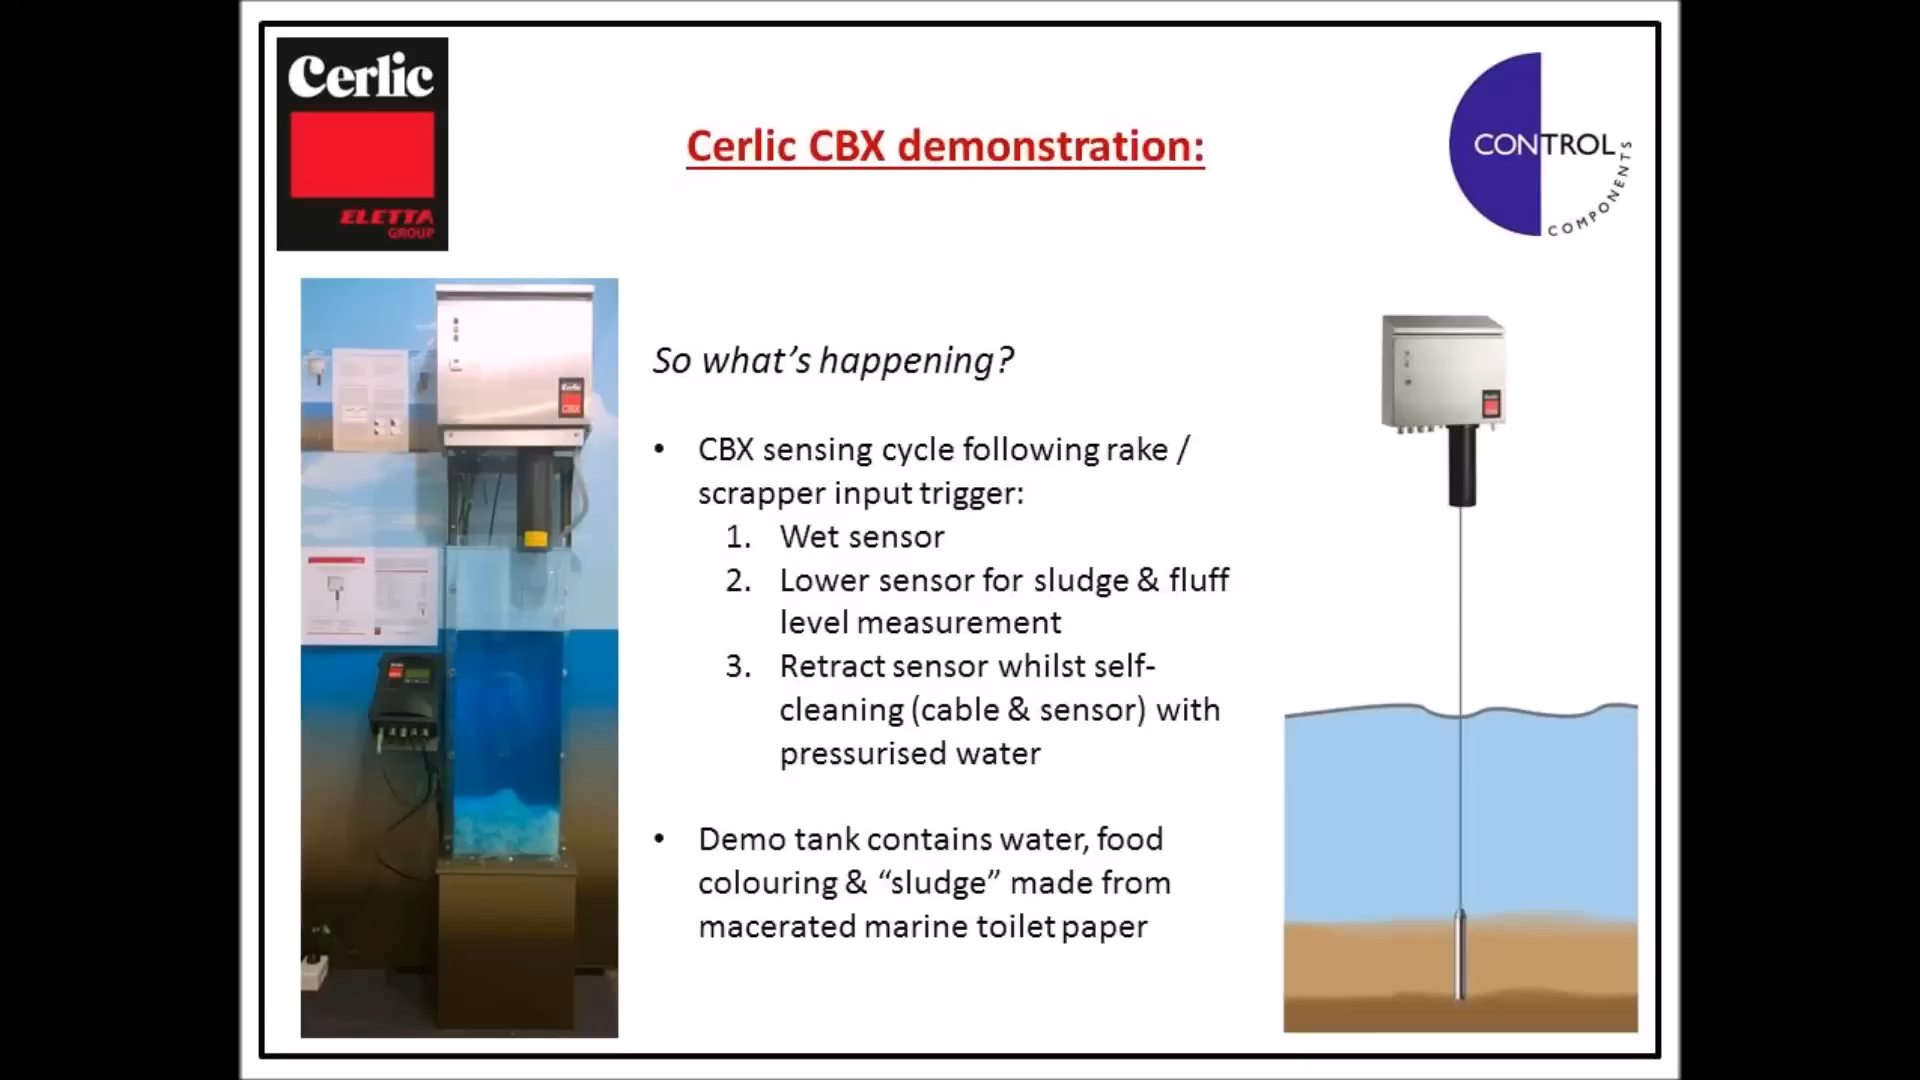 Cerlic
ELETTA
GROUP
Cerlic CBX demonstration:
CONTROL
COMPONENTS
Cerlic
CBX
So what's happening?
• CBX sensing cycle following rake /
scrapper input trigger:
1. Wet sensor
2. Lower sensor for sludge & fluff
level measurement
3. Retract sensor whilst self-
cleaning (cable & sensor) with
pressurised water
• Demo tank contains water, food
colouring & “sludge” made from
macerated marine toilet paper